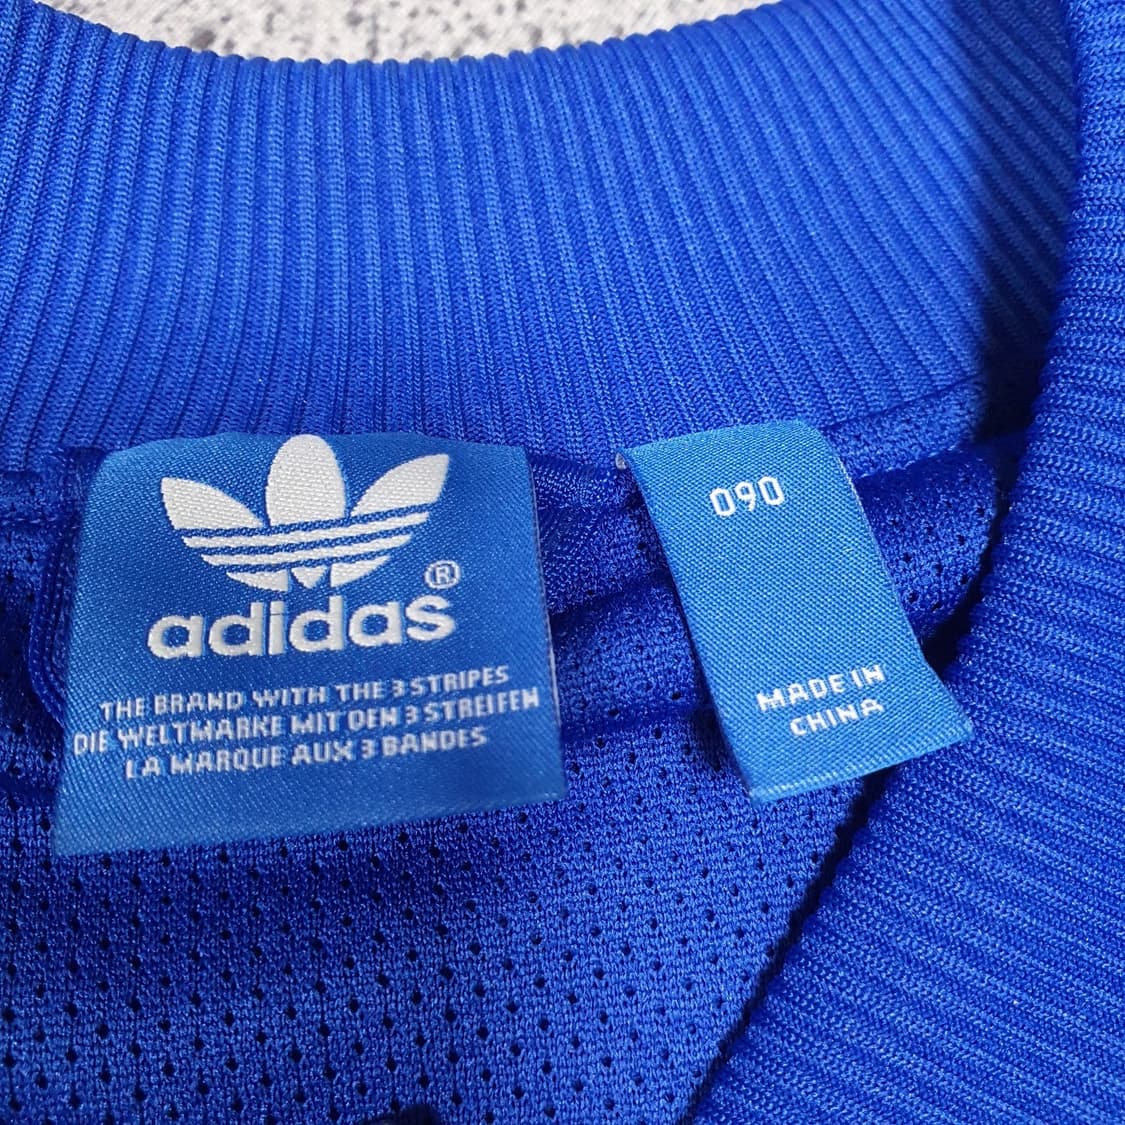 adidas®
THE BRAND WITH THE 3 STRIPES
DIE WELTMARKE MIT DEN 3 STREIFEN
LA MARQUE AUX 3 BANDES
090
MADE IN
CHINA